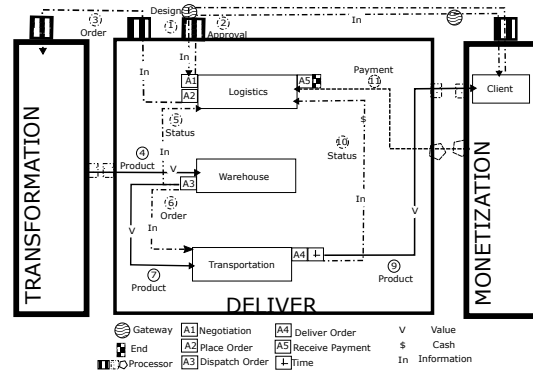 3
Order
Design
1
2
Approval
In
In
In
In
A1
A2
Logistics
A5
Payment
11
Client
5
Status
In
$
10
Status
4
Product
V
A3
Warehouse
6
Order
In
V
In
V
7
Product
Transportation
A4
9
Product
TRANSFORMATION
DELIVER
MONETIZATION
Gateway
A1 Negotiation
A4 Deliver Order
V Value
End
A2 Place Order
A5 Receive Payment
$ Cash
Processor
A3 Dispatch Order
Time
In Information